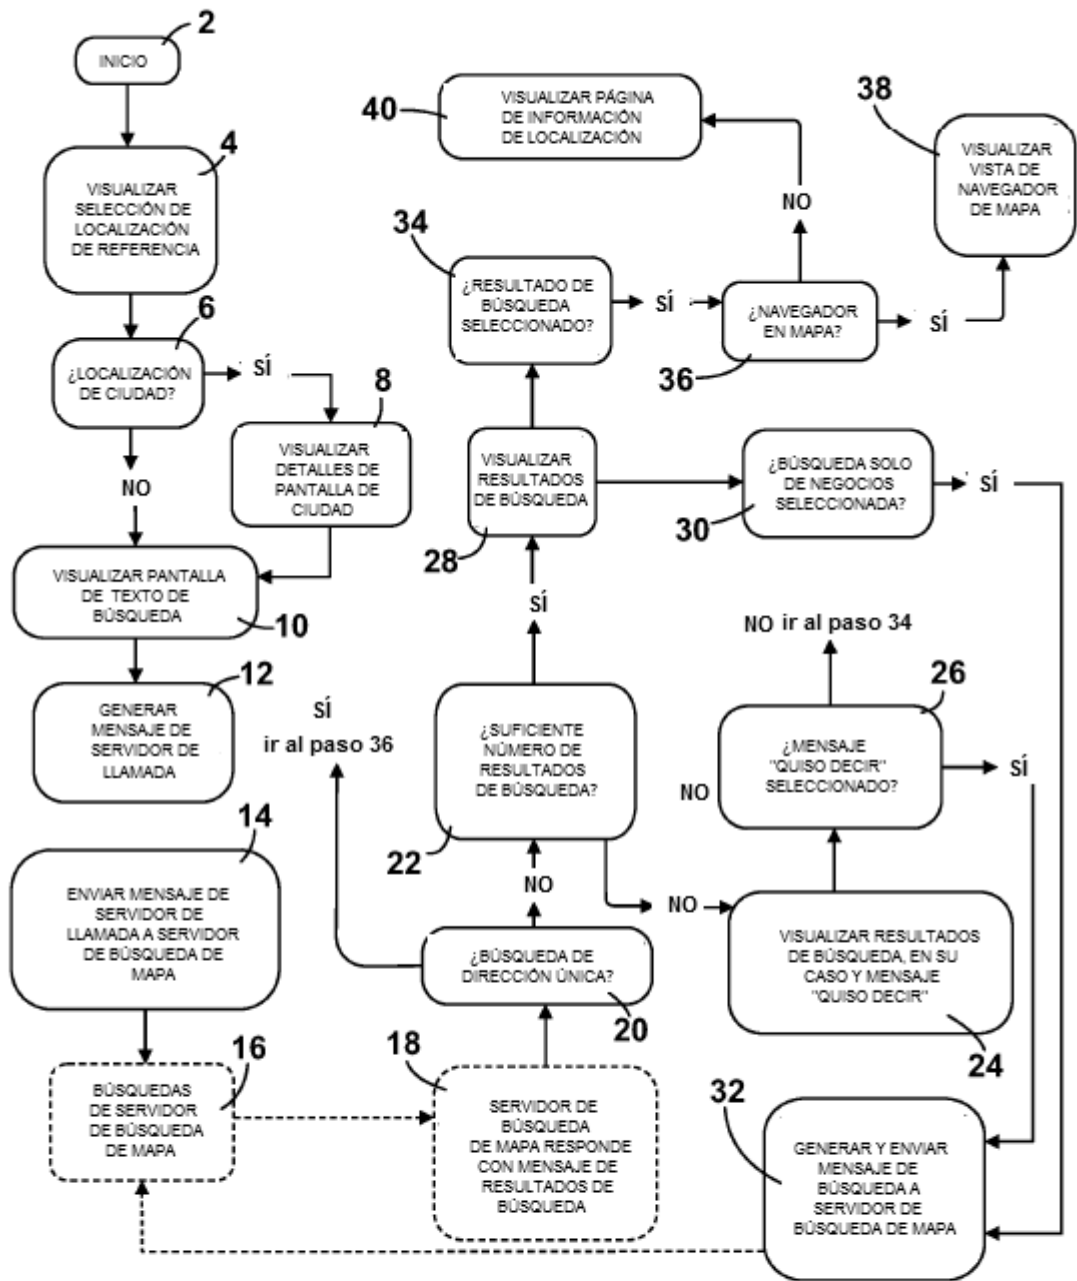 2
INICIO
4
VISUALIZAR
SELECCIÓN DE
LOCALIZACIÓN
DE REFERENCIA
6
¿LOCALIZACIÓN
DE CIUDAD?
SÍ
NO
8
VISUALIZAR
DETALLES DE
PANTALLA DE
CIUDAD
VISUALIZAR PANTALLA
DE TEXTO DE
BÚSQUEDA
10
12
GENERAR
MENSAJE DE
SERVIDOR DE
LLAMADA
14
ENVIAR MENSAJE DE
SERVIDOR DE
LLAMADA A SERVIDOR
DE BÚSQUEDA DE
MAPA
16
BÚSQUEDAS
DE SERVIDOR
DE BÚSQUEDA
DE MAPA
18
SERVIDOR DE
BÚSQUEDA
DE MAPA RESPONDE
CON MENSAJE DE
RESULTADOS DE
BÚSQUEDA
¿BÚSQUEDA DE
DIRECCIÓN ÚNICA?
20
SÍ
ir al paso 36
NO
¿SUFICIENTE
NÚMERO DE
RESULTADOS
DE BÚSQUEDA?
22
SÍ
NO
VISUALIZAR RESULTADOS
DE BÚSQUEDA, EN SU
CASO Y MENSAJE
"QUISO DECIR"
24
26
¿MENSAJE
"QUISO DECIR"
SELECCIONADO?
NO
NO ir al paso 34
SÍ
VISUALIZAR
RESULTADOS
DE BÚSQUEDA
28
¿BÚSQUEDA SOLO
DE NEGOCIOS
SELECCIONADA?
30
SÍ
32
GENERAR Y ENVIAR
MENSAJE DE
BÚSQUEDA A
SERVIDOR DE
BÚSQUEDA DE MAPA
34
¿RESULTADO DE
BÚSQUEDA
SELECCIONADO?
SÍ
¿NAVEGADOR
EN MAPA?
36
SÍ
NO
38
VISUALIZAR
VISTA DE
NAVEGADOR
DE MAPA
40
VISUALIZAR PÁGINA
DE INFORMACIÓN
DE LOCALIZACIÓN